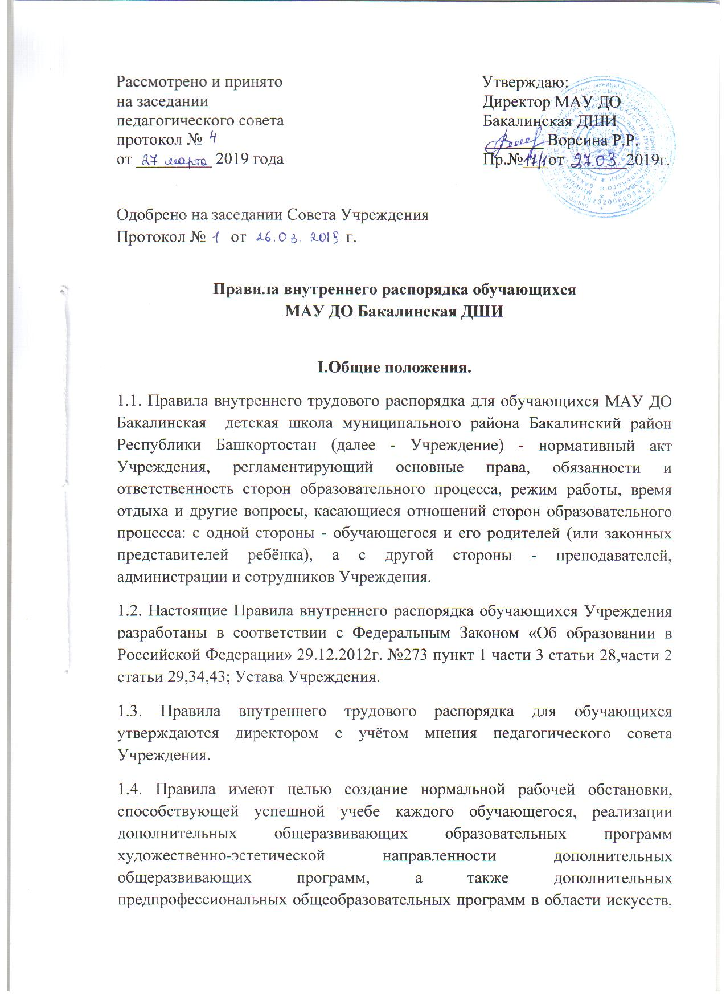 Рассмотрено и принято
на заседании
педагогического совета
протокол № 4
от 27 марта 2019 года
Утверждаю:
Директор МАУ ДО
Бакалинская ДШИ
Ворсина Р.Р.
Пр.№17/1 от 27.03 2019г.
Одобрено на заседании Совета Учреждения
Протокол № 1 от 26.03. 2019 г.
Правила внутреннего распорядка обучающихся
МАУ ДО Бакалинская ДШИ
I.Общие положения.
1.1. Правила внутреннего трудового распорядка для обучающихся МАУ ДО
Бакалинская детская школа муниципального района Бакалинский район
Республики Башкортостан (далее - Учреждение) - нормативный акт
Учреждения, регламентирующий основные права, обязанности и
ответственность сторон образовательного процесса, режим работы, время
отдыха и другие вопросы, касающиеся отношений сторон образовательного
процесса: с одной стороны - обучающегося и его родителей (или законных
представителей ребёнка), а с другой стороны - преподавателей,
администрации и сотрудников Учреждения.
1.2. Настоящие Правила внутреннего распорядка обучающихся Учреждения
разработаны в соответствии с Федеральным Законом «Об образовании в
Российской Федерации» 29.12.2012г. №273 пункт 1 части 3 статьи 28,части 2
статьи 29,34,43; Устава Учреждения.
1.3. Правила внутреннего трудового распорядка для обучающихся
утверждаются директором с учётом мнения педагогического совета
Учреждения.
1.4. Правила имеют целью создание нормальной рабочей обстановки,
способствующей успешной учебе каждого обучающегося, реализации
дополнительных общеразвивающих образовательных программ
художественно-эстетической направленности дополнительных
общеразвивающих программ, а также дополнительных
предпрофессиональных общеобразовательных программ в области искусств,